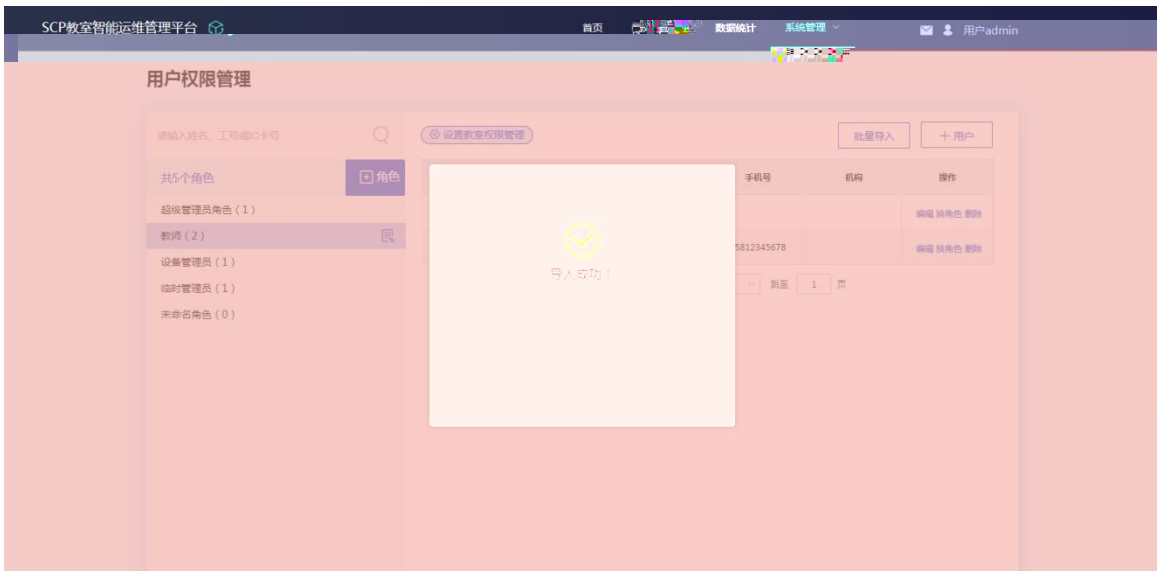 SCP教室智能运维管理平台
首页 数据统计 系统管理 用户admin
用户权限管理
请输入姓名、工号或IC卡号
设置教室权限管理 批量导入 十用户
共5个角色 角色
手机号 机构 操作
超级管理员角色(1)
编辑 换角色 删除
教师(2)
5812345678 编辑 换角色 删除
设备管理员(1)
导入成功!
临时管理员(1)
跳至 1 页
未命名角色(0)